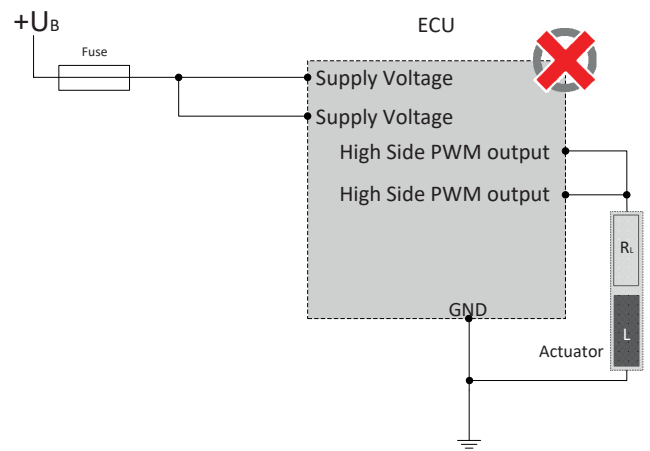 +UB
ECU
Fuse
Supply Voltage
Supply Voltage
High Side PWM output
High Side PWM output
RL
L
GND
Actuator